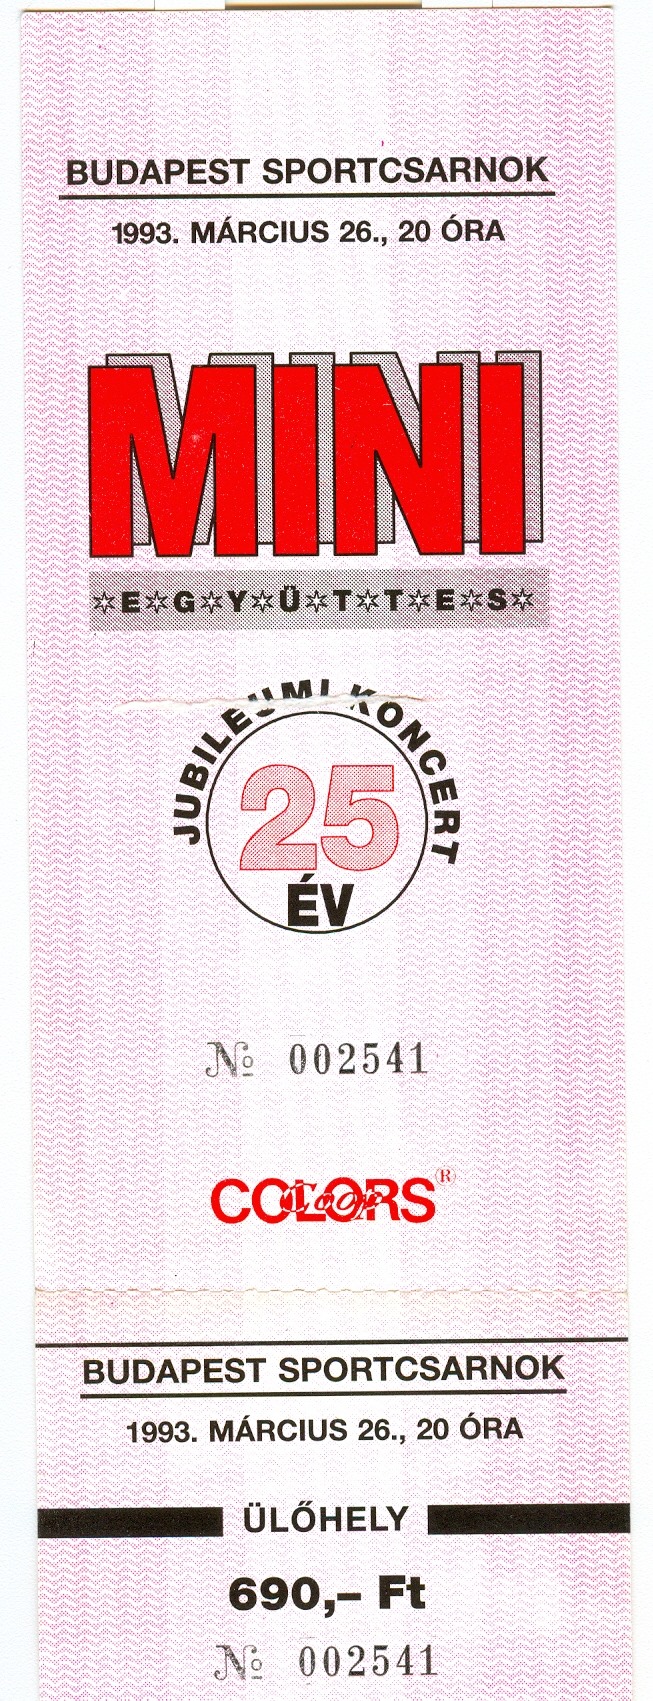 BUDAPEST SPORTCSARNOK
1993. MÁRCIUS 26., 20 ÓRA
MINI
☆E☆G☆Y☆Ü☆T☆T☆E☆S☆
JUBILEUMI KONCERT
25
ÉV
№ 002541
COLORS®
Coop
BUDAPEST SPORTCSARNOK
1993. MÁRCIUS 26., 20 ÓRA
ÜLŐHELY
690,– Ft
№ 002541